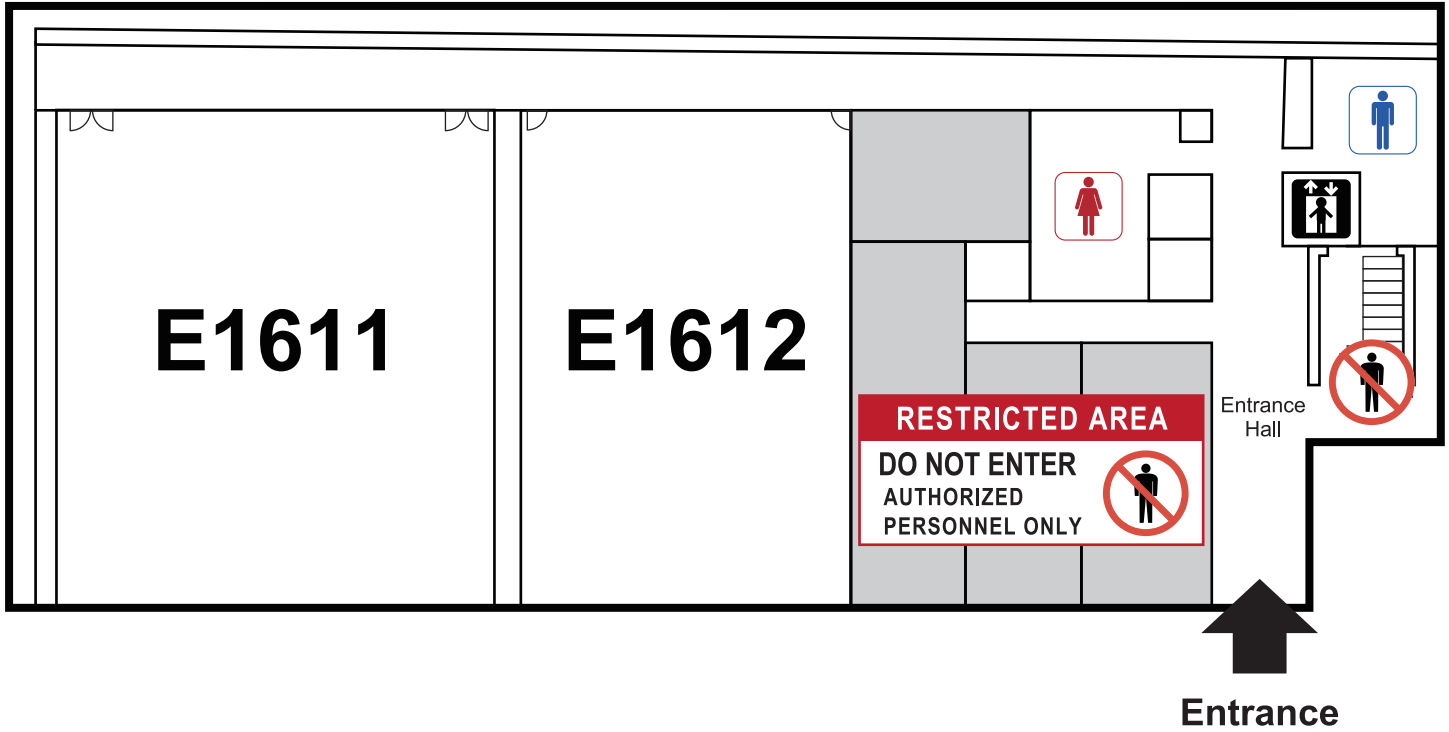 E1611
E1612
RESTRICTED AREA
DO NOT ENTER
AUTHORIZED
PERSONNEL ONLY
Entrance
Hall
Entrance